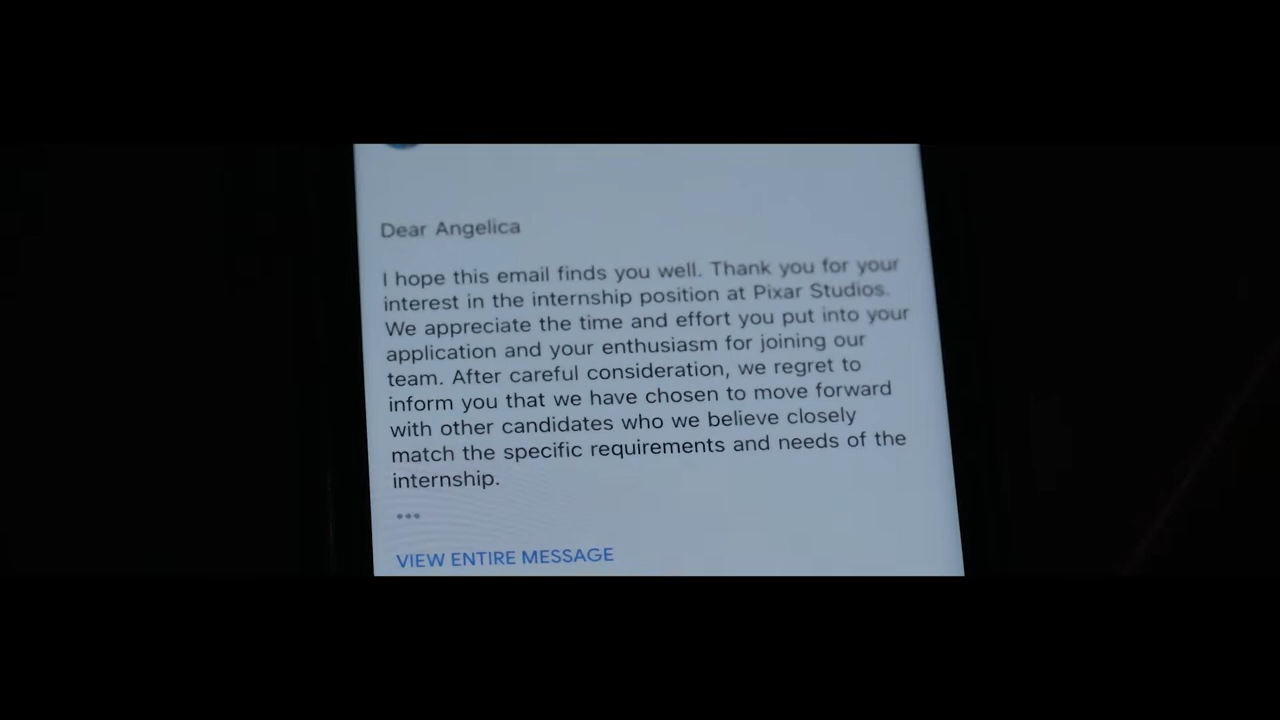 Dear Angelica
I hope this email finds you well. Thank you for your
interest in the internship position at Pixar Studios.
We appreciate the time and effort you put into your
application and your enthusiasm for joining our
team. After careful consideration, we regret to
inform you that we have chosen to move forward
with other candidates who we believe closely
match the specific requirements and needs of the
internship.
•••
VIEW ENTIRE MESSAGE